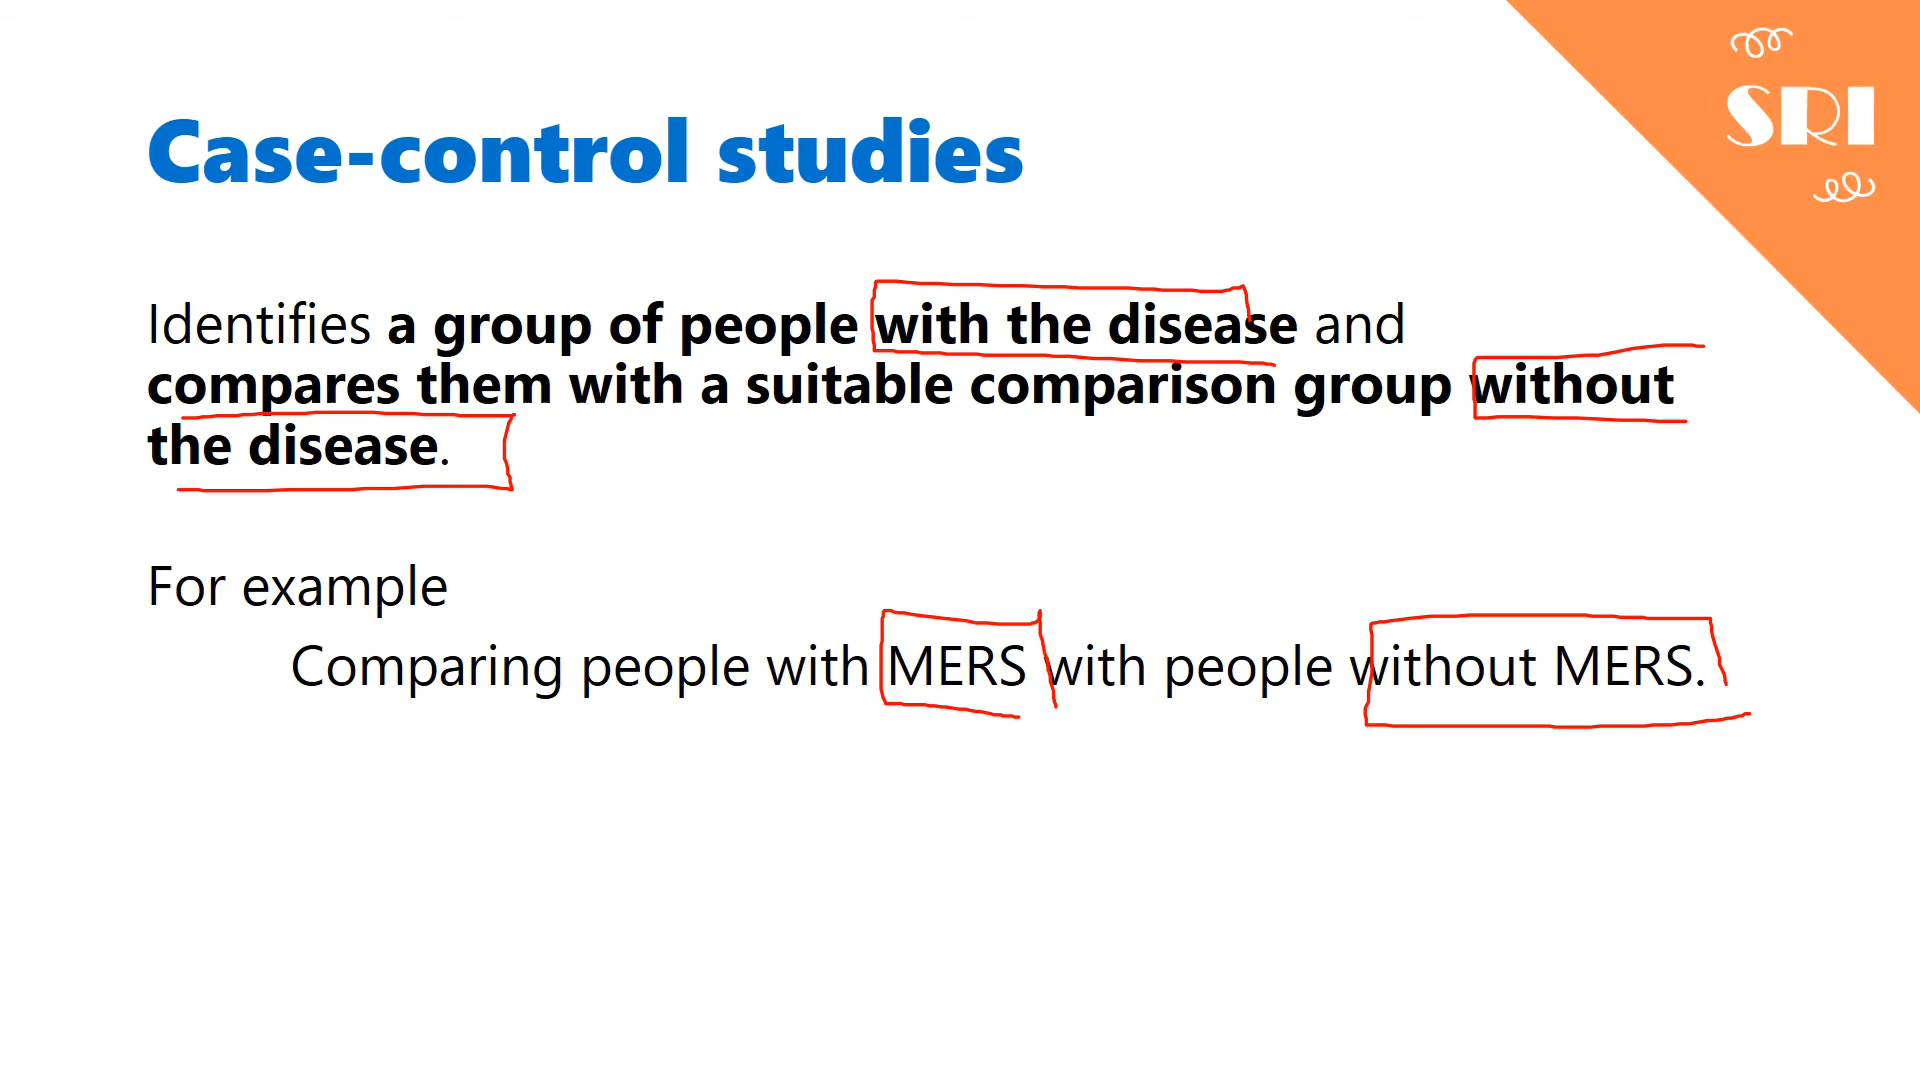 SRI
Case-control studies
Identifies a group of people with the disease and
compares them with a suitable comparison group without
the disease.
For example
Comparing people with MERS with people without MERS.